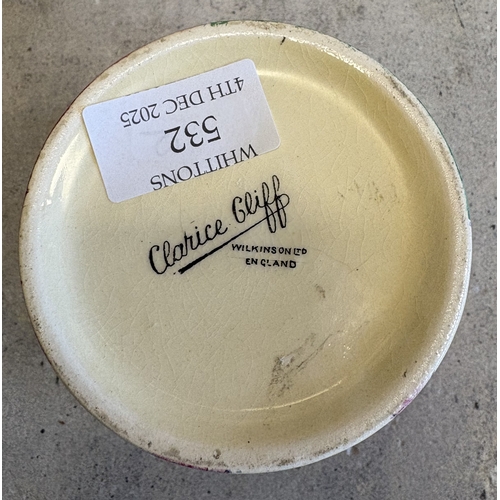 WHITTONS
532
4TH DEC 2025
Clarice Cliff
WILKINSON LTD
ENGLAND